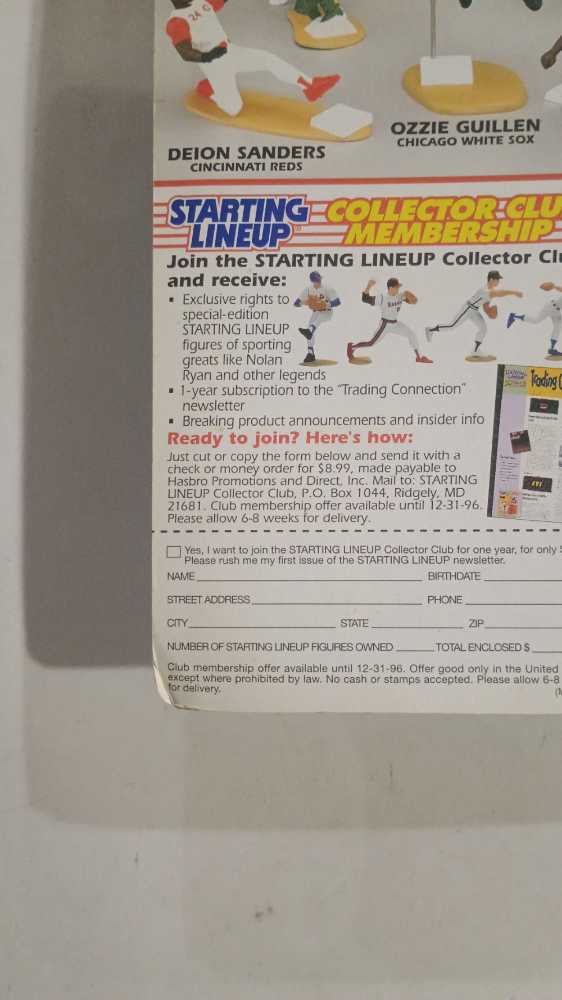 24
DEION SANDERS
CINCINNATI REDS
OZZIE GUILLEN
CHICAGO WHITE SOX
STARTING LINEUP
COLLECTOR CLU
MEMBERSHIP
Join the STARTING LINEUP Collector Cl
and receive:
▪ Exclusive rights to
special-edition
STARTING LINEUP
figures of sporting
greats like Nolan
Ryan and other legends
▪ 1-year subscription to the "Trading Connection"
newsletter
▪ Breaking product announcements and insider info
Trading
Ready to join? Here's how:
Just cut or copy the form below and send it with a
check or money order for $8.99, made payable to
Hasbro Promotions and Direct, Inc. Mail to: STARTING
LINEUP Collector Club, P.O. Box 1044, Ridgely, MD
21681. Club membership offer available until 12-31-96.
Please allow 6-8 weeks for delivery.
Yes, I want to join the STARTING LINEUP Collector Club for one year, for only
Please rush me my first issue of the STARTING LINEUP newsletter.
NAME BIRTHDATE
STREET ADDRESS PHONE
CITY STATE ZIP
NUMBER OF STARTING LINEUP FIGURES OWNED TOTAL ENCLOSED $
Club membership offer available until 12-31-96. Offer good only in the United
except where prohibited by law. No cash or stamps accepted. Please allow 6-8
for delivery.